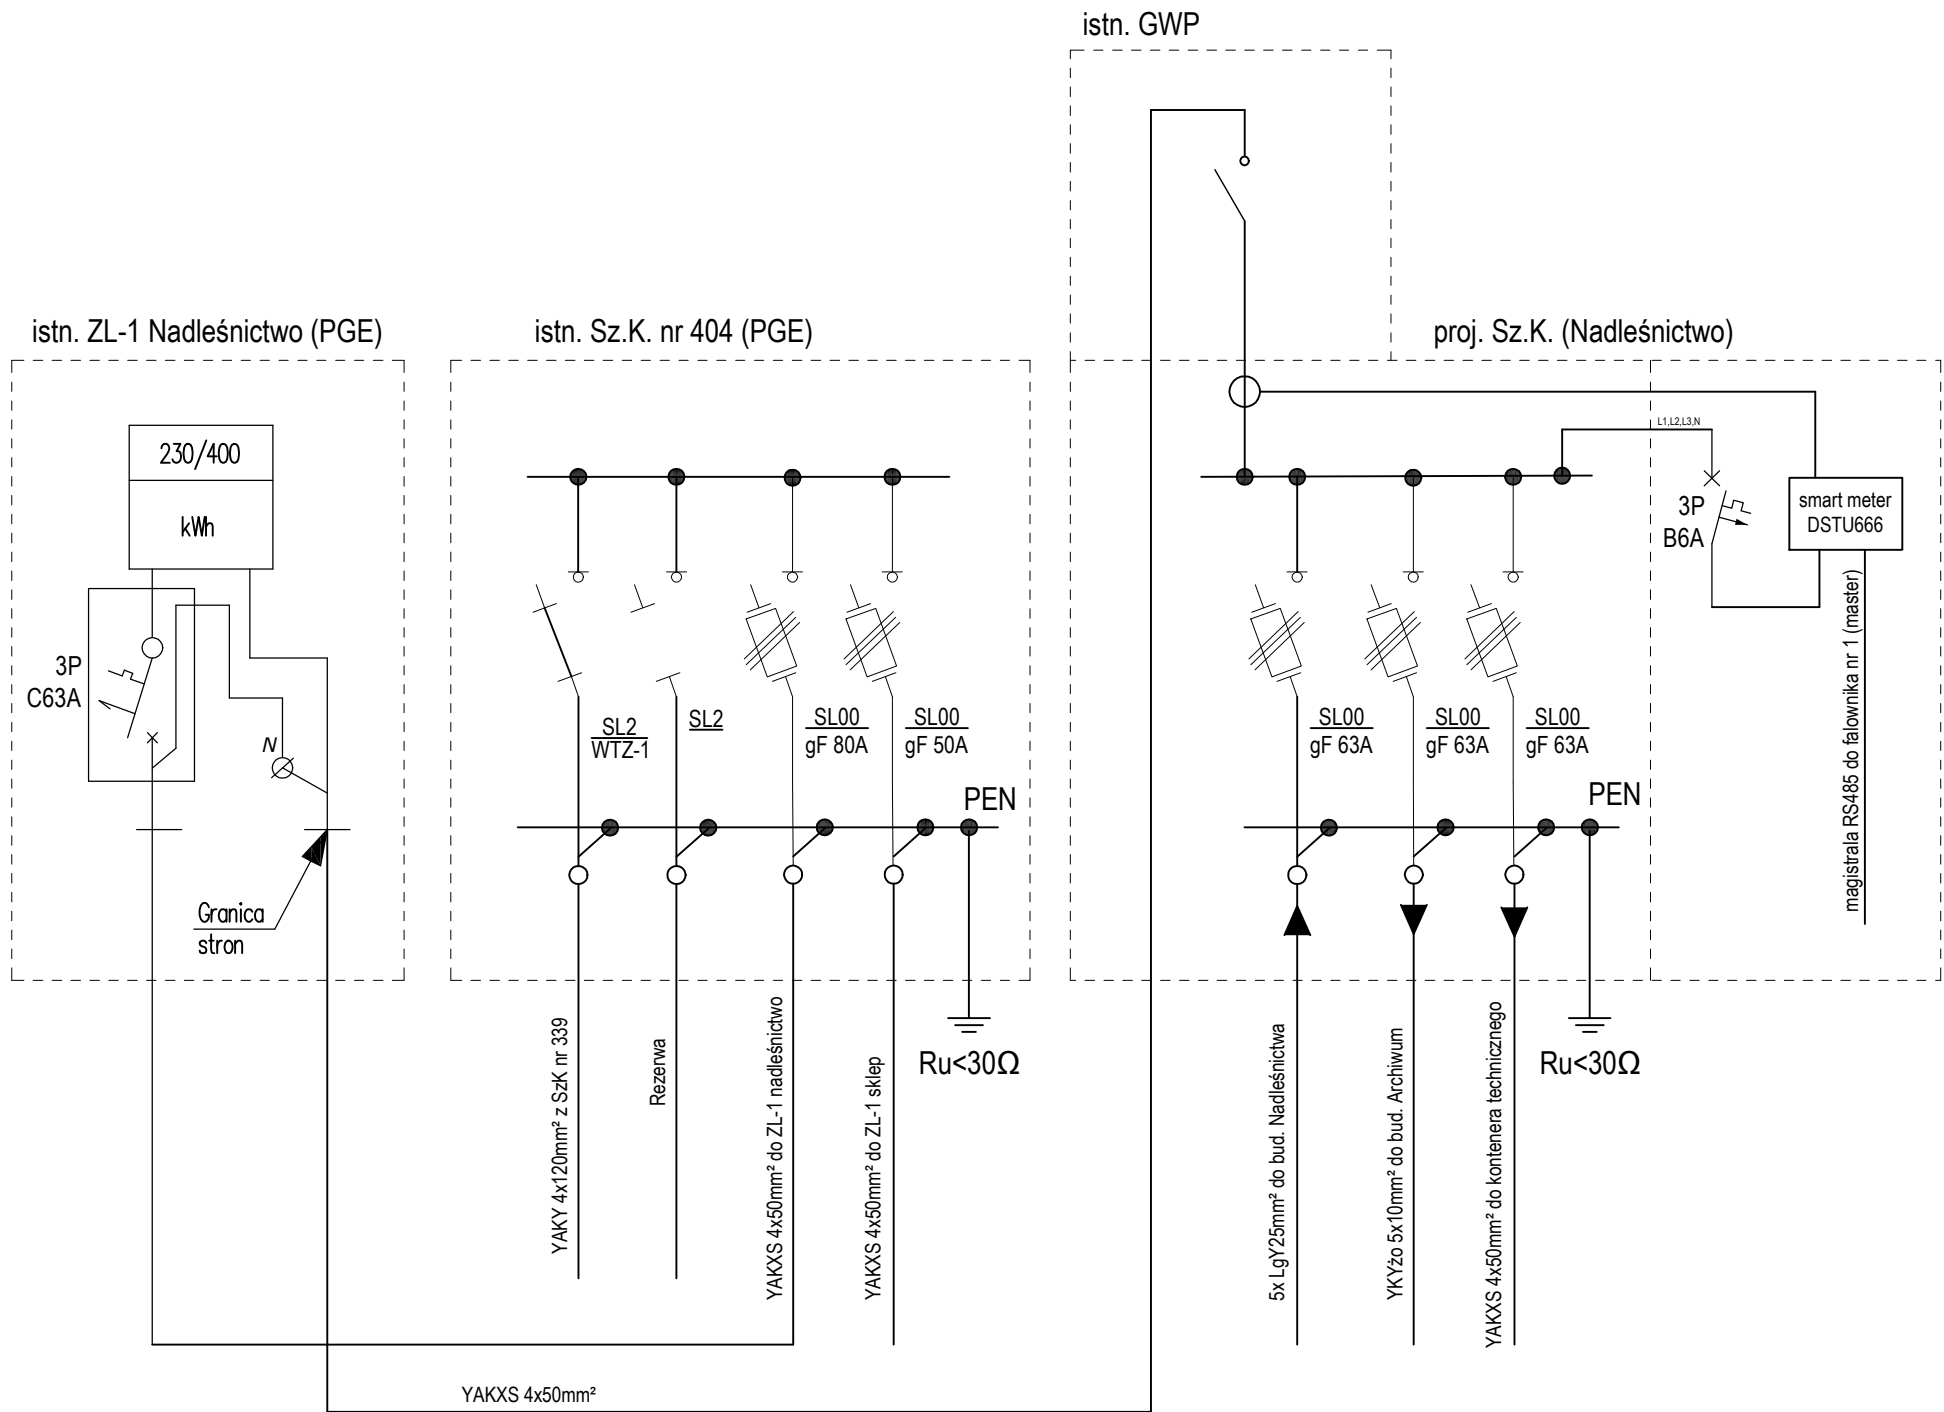 istn. GWP
istn. ZL-1 Nadleśnictwo (PGE)
istn. Sz.K. nr 404 (PGE)
proj. Sz.K. (Nadleśnictwo)
230/400
kWh
3P
C63A
N
Granica
stron
SL2
WTZ-1
SL2
SL00
gF 80A
SL00
gF 50A
PEN
YAKY 4x120mm² z SzK nr 339
Rezerwa
YAKXS 4x50mm² do ZL-1 nadleśnictwo
YAKXS 4x50mm² do ZL-1 sklep
Ru<30Ω
L1,L2,L3,N
3P
B6A
smart meter
DSTU666
magistrala RS485 do falownika nr 1 (master)
SL00
gF 63A
SL00
gF 63A
SL00
gF 63A
PEN
5x LgY25mm² do bud. Nadleśnictwa
YKYżo 5x10mm² do bud. Archiwum
YAKXS 4x50mm² do kontenera technicznego
Ru<30Ω
YAKXS 4x50mm²